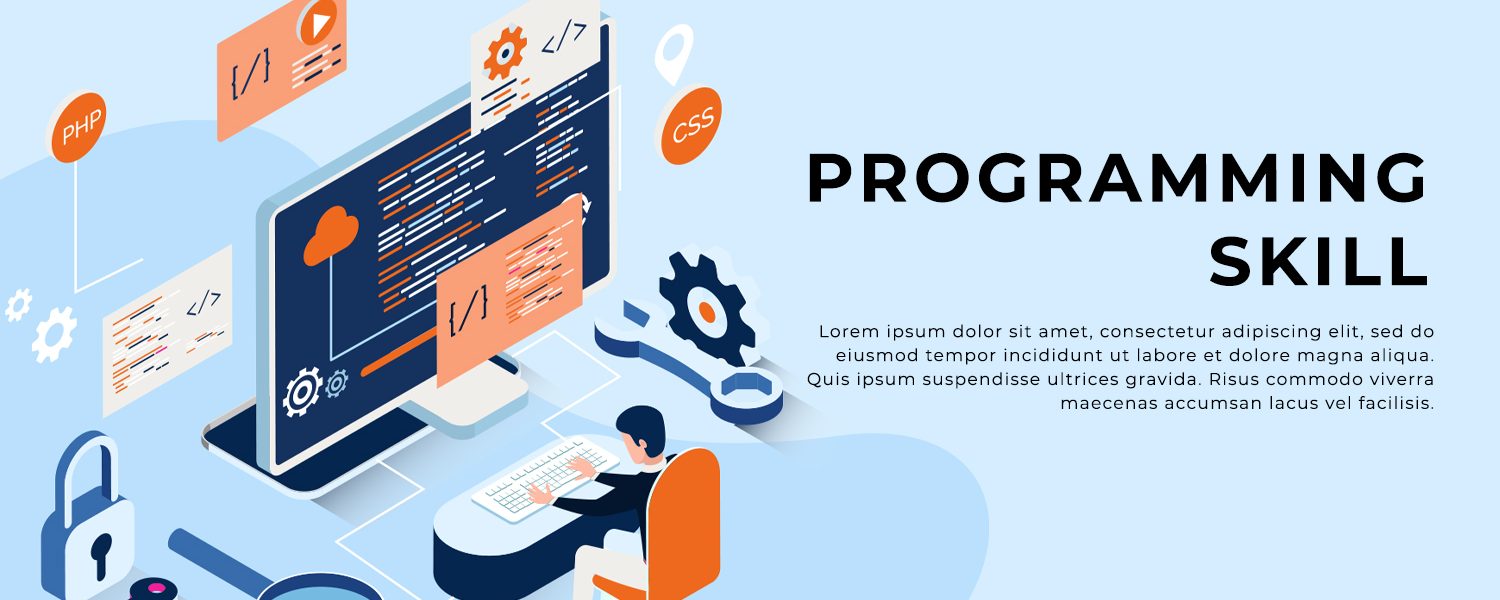 PHP
{/}
</>
CSS
</>
{/}
PROGRAMMING
SKILL
Lorem ipsum dolor sit amet, consectetur adipiscing elit, sed do
eiusmod tempor incididunt ut labore et dolore magna aliqua.
Quis ipsum suspendisse ultrices gravida. Risus commodo viverra
maecenas accumsan lacus vel facilisis.